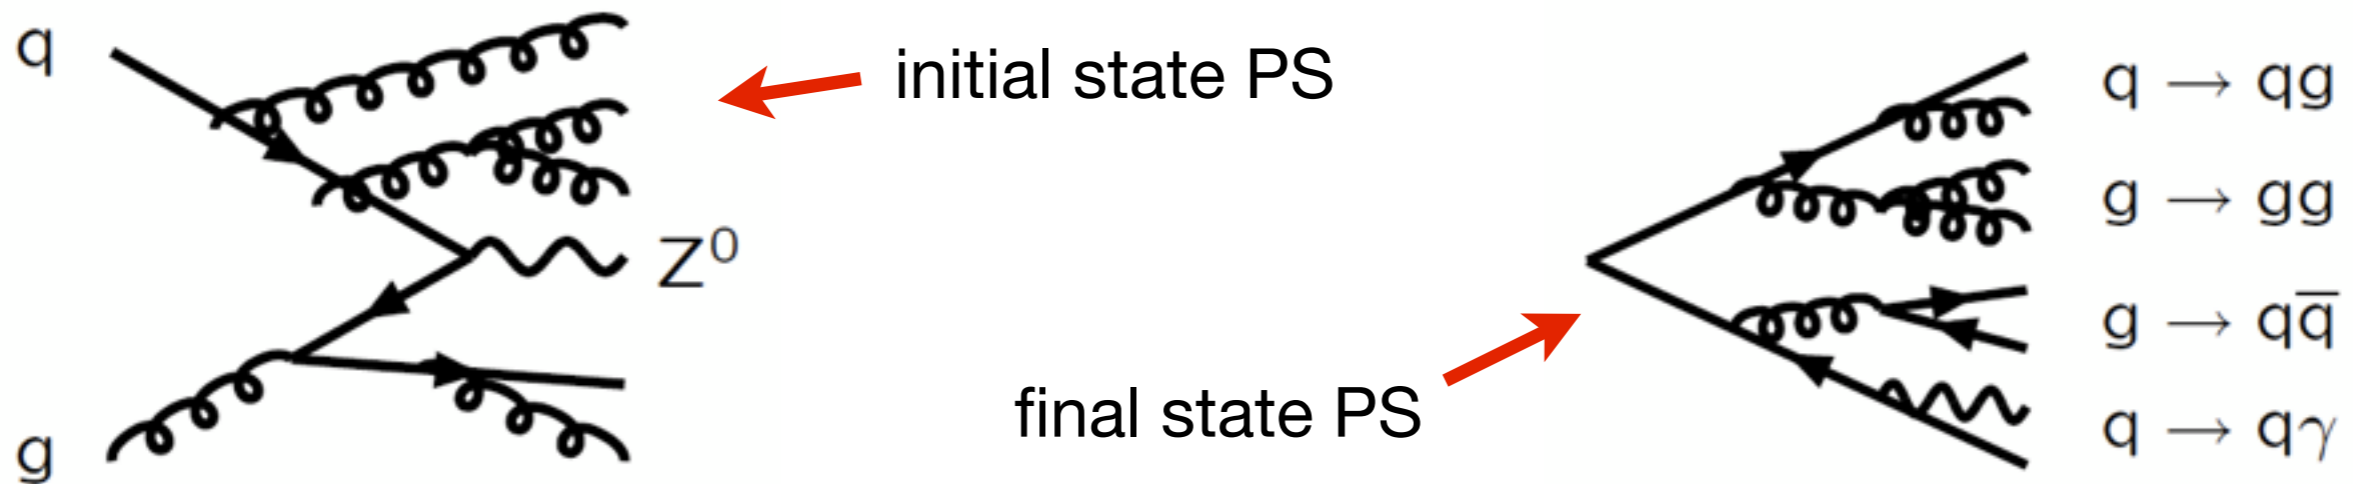 q
initial state PS
Z⁰
g
final state PS
q → qg
g → gg
g → qq̅
q → qγ